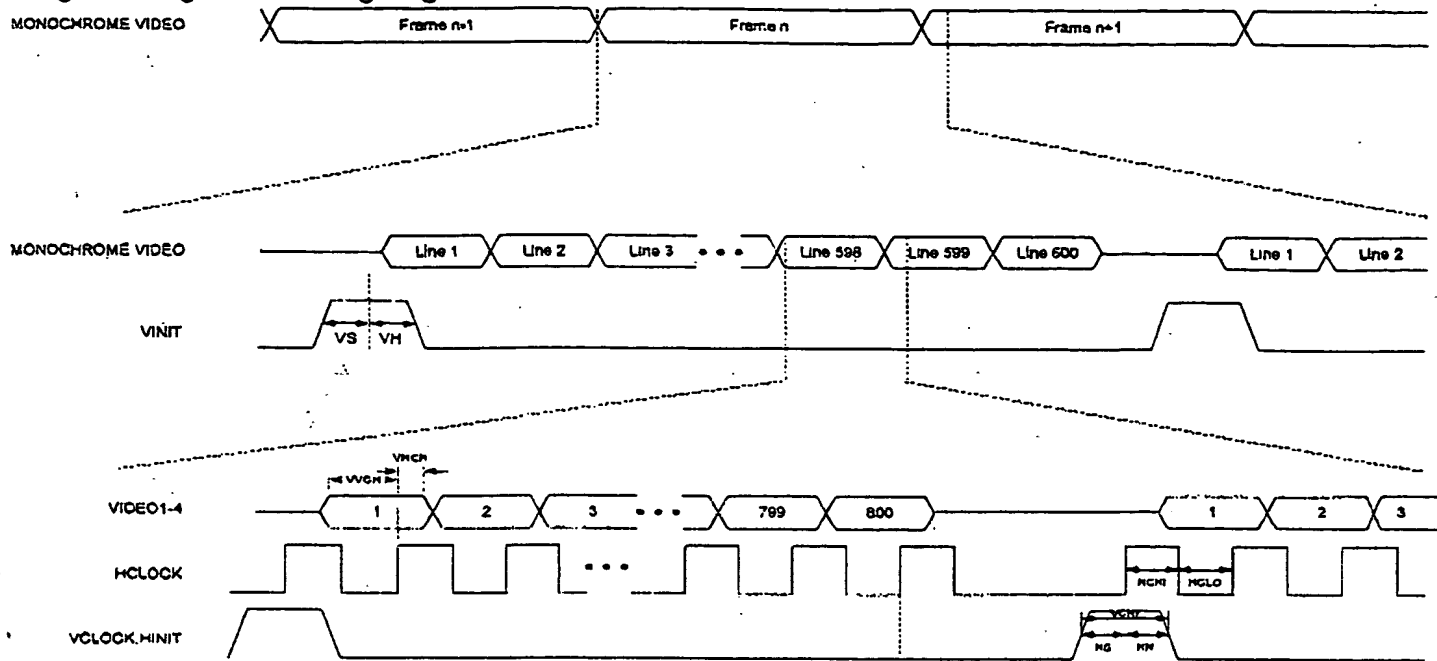 MONOCHROME VIDEO Frame n-1 Frame n Frame n+1
MONOCHROME VIDEO Line 1 Line 2 Line 3 • • • Line 598 Line 599 Line 600 Line 1 Line 2
VINIT
VS VH
VIDEO1-4 1 2 3 • • • 799 800 1 2 3
HCLOCK • • •
VCLOCK.HINIT